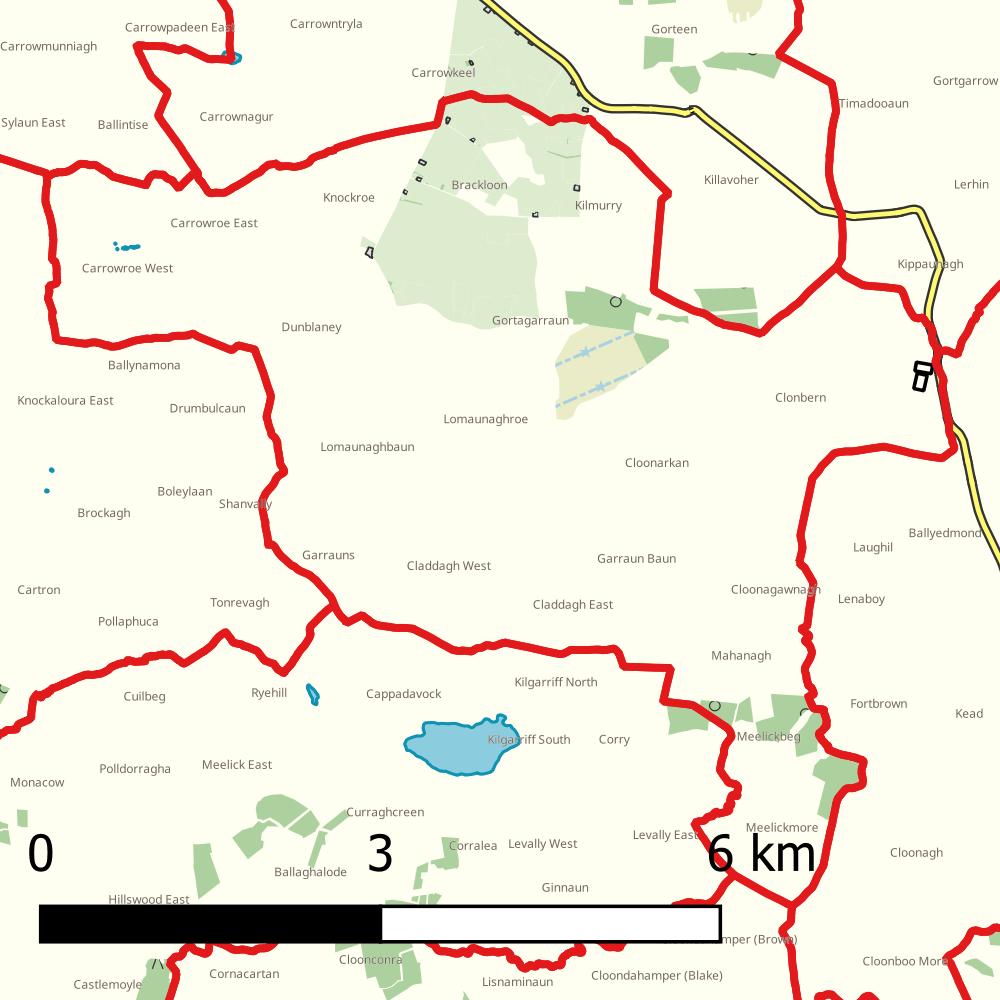 Carrowntryla
Carrowpadeen East
Gorteen
Carrowmunniagh
Carrowkeel
Gortgarrow
Timadooaun
Carrownagur
Sylaun East
Ballintise
Killavoher
Lerhin
Brackloon
Knockroe
Kilmurry
Carrowroe East
Kippaunagh
Carrowroe West
Gortagarraun
Dunblaney
Ballynamona
Clonbern
Knockaloura East
Drumbulcaun
Lomaunaghroe
Lomaunaghbaun
Cloonarkan
Boleylaan
Shanvally
Brockagh
Ballyedmond
Laughil
Garrauns
Garraun Baun
Claddagh West
Cartron
Cloonagawnagh
Lenaboy
Tonrevagh
Claddagh East
Pollaphuca
Mahanagh
Kilgarriff North
Ryehill
Cappadavock
Cuilbeg
Fortbrown
Kead
Kilgarriff South
Corry
Meelickbeg
Meelick East
Polldorragha
Monacow
Curraghcreen
Meelickmore
Levally East
Corralea
Levally West
Cloonagh
0 3 6 km
Ballaghalode
Ginnaun
Hillswood East
mper (Brown)
Cloonconra
Cloonboo More
Cornacartan
Cloondahamper (Blake)
Castlemoyle
Lisnaminaun